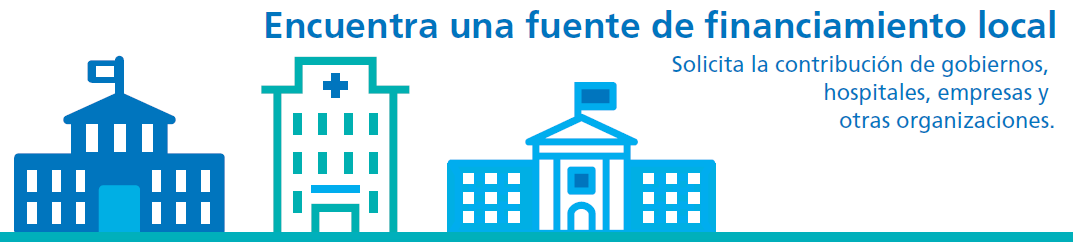 Encuentra una fuente de financiamiento local
Solicita la contribución de gobiernos,
hospitales, empresas y
otras organizaciones.